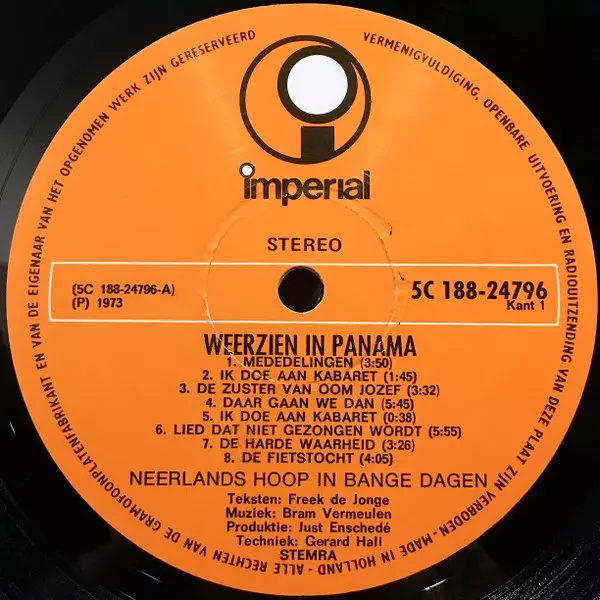 ALLE RECHTEN VAN DE GRAMOFOONPLATENFABRIKANT EN VAN DE EIGENAAR VAN HET OPGENOMEN WERK ZIJN GERESERVEERD
VERMENIGVULDIGING, OPENBARE UITVOERING EN RADIOUITZENDING VAN DEZE PLAAT ZIJN VERBODEN - MADE IN HOLLAND -
imperial
STEREO
(5C 188-24796-A)
(P) 1973
5C 188-24796
Kant 1
WEERZIEN IN PANAMA
1. MEDEDELINGEN (3:50)
2. IK DOE AAN KABARET (1:45)
3. DE ZUSTER VAN OOM JOZEF (3:32)
4. DAAR GAAN WE DAN (5:45)
5. IK DOE AAN KABARET (0:38)
6. LIED DAT NIET GEZONGEN WORDT (5:55)
7. DE HARDE WAARHEID (3:26)
8. DE FIETSTOCHT (4:05)
NEERLANDS HOOP IN BANGE DAGEN
Teksten: Freek de Jonge
Muziek: Bram Vermeulen
Produktie: Just Enschedé
Techniek: Gerard Hali
STEMRA